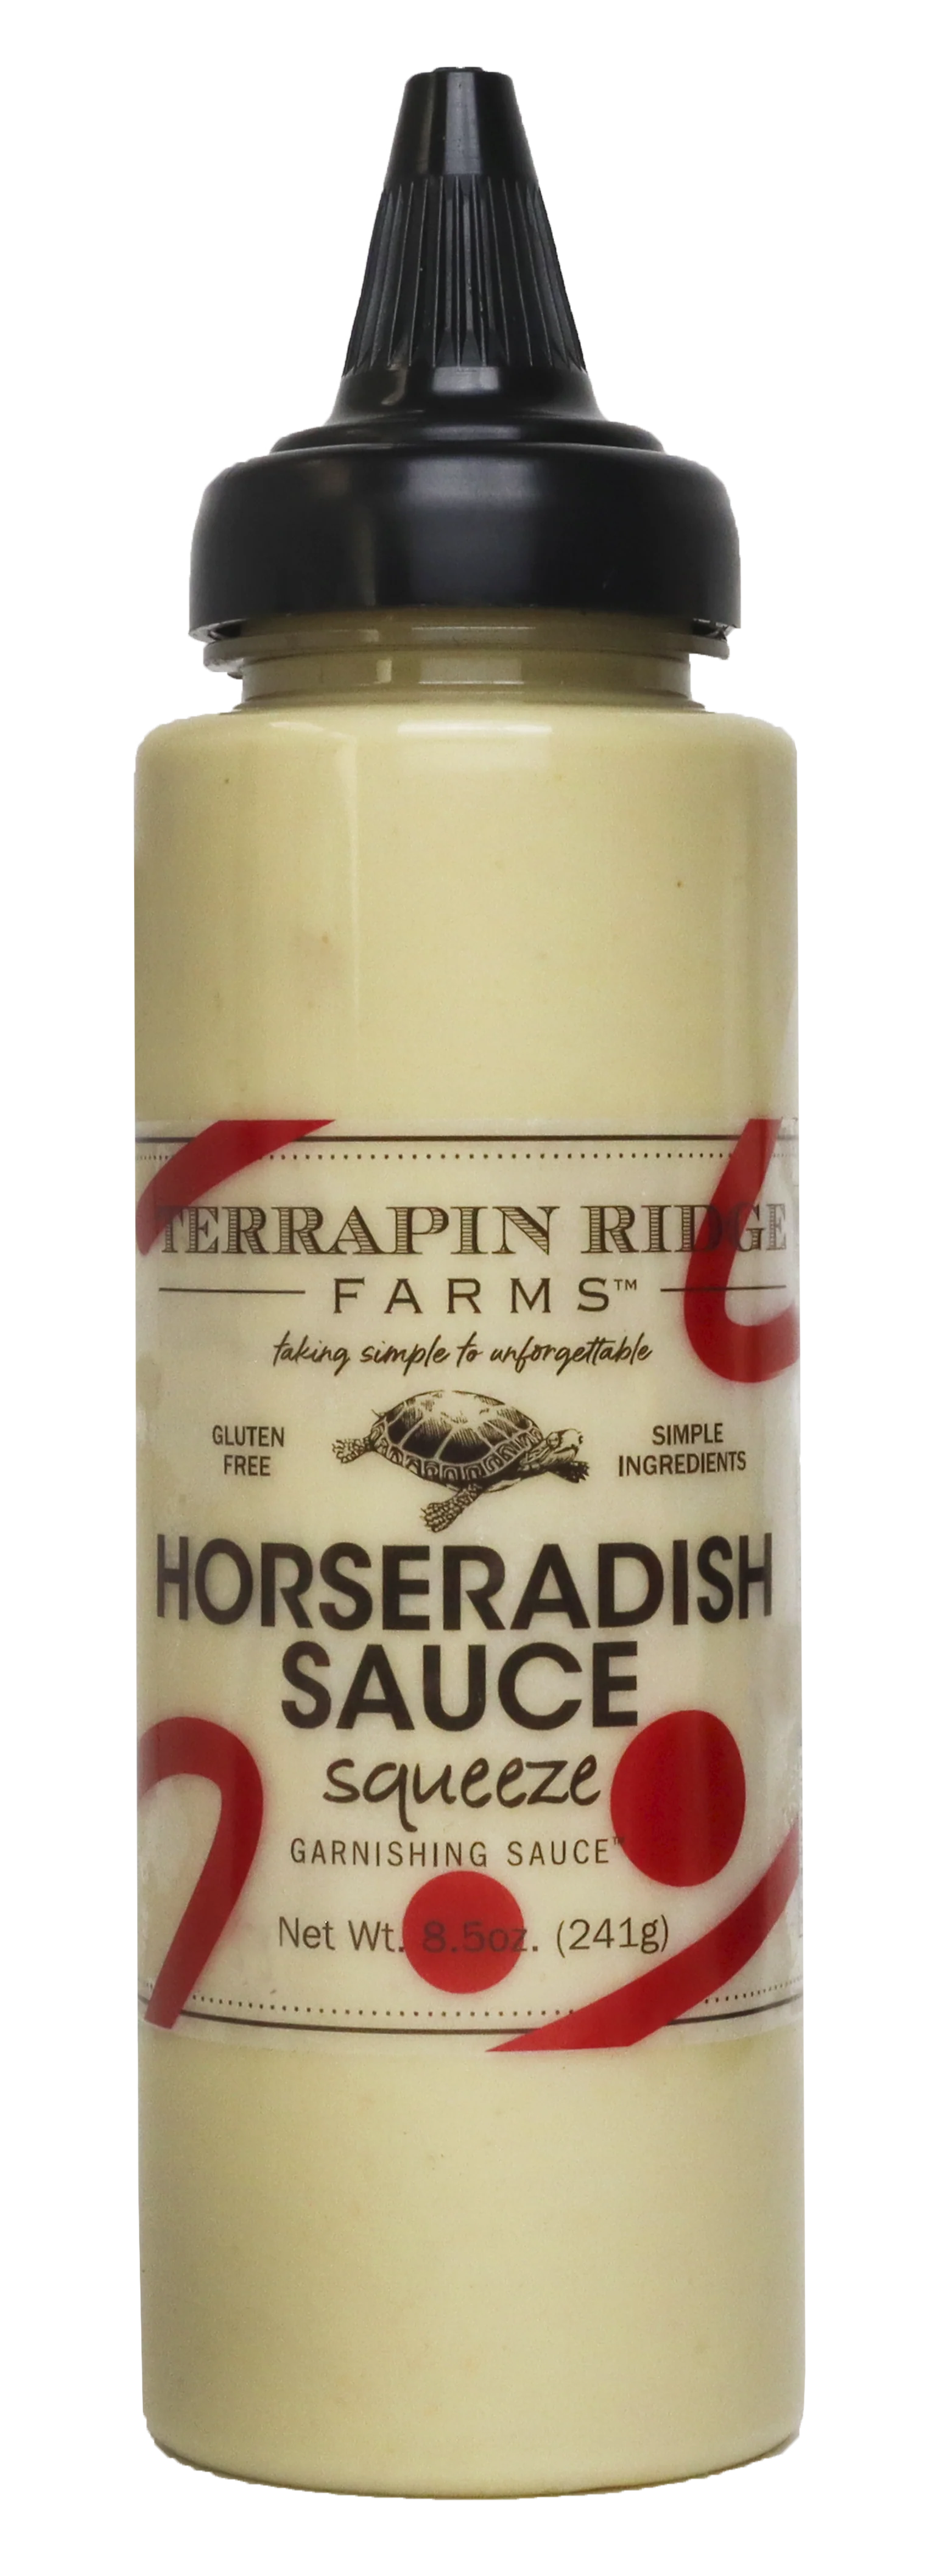 TERRAPIN RIDGE
FARMS™
taking simple to unforgettable
GLUTEN
FREE
SIMPLE
INGREDIENTS
HORSERADISH
SAUCE
squeeze
GARNISHING SAUCE™
Net Wt. 8.5oz. (241g)